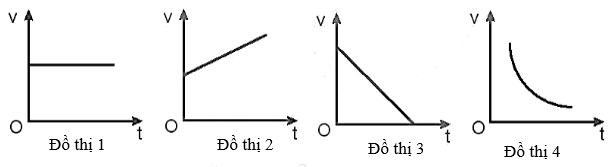 v
O
t
Đồ thị 1
v
O
t
Đồ thị 2
v
O
t
Đồ thị 3
v
O
t
Đồ thị 4